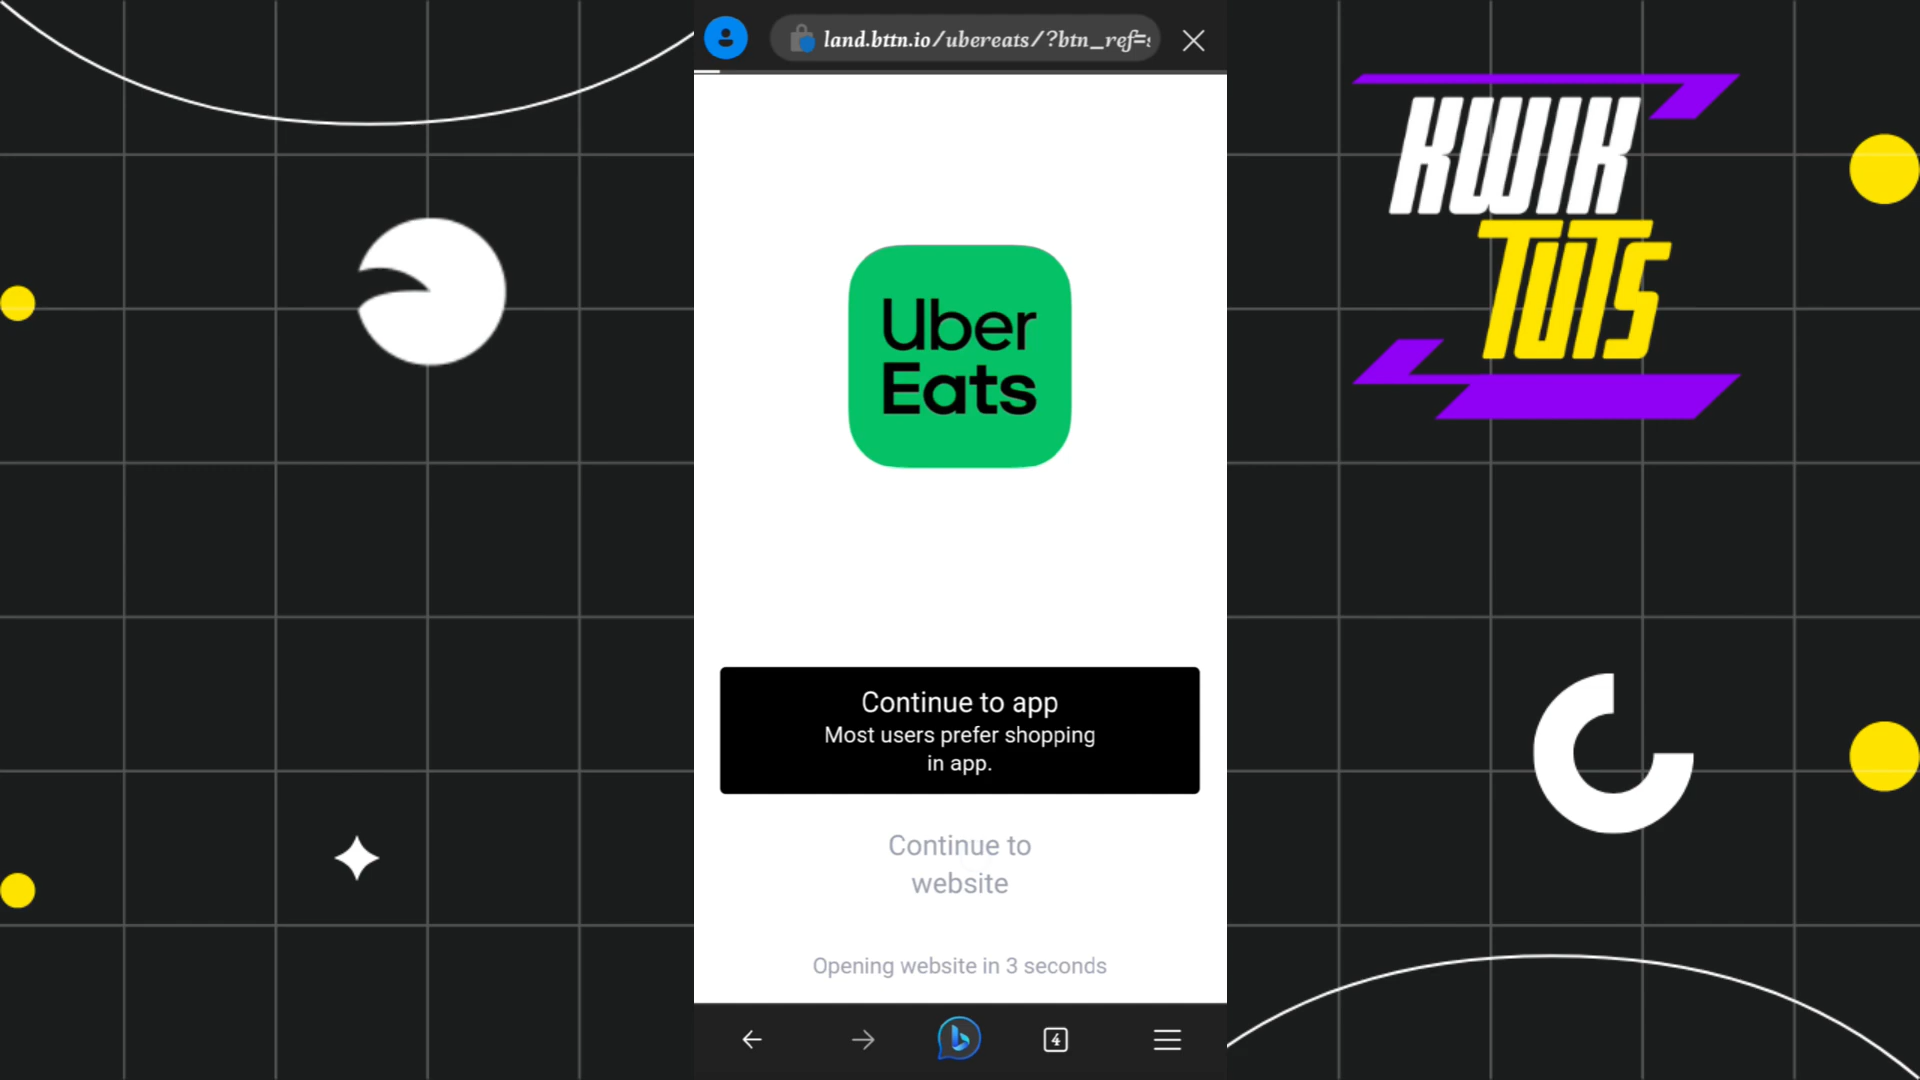 land.bttn.io/ubereats/?btn_ref=
KWIK
TUTS
Uber
Eats
Continue to app
Most users prefer shopping
in app.
Continue to
website
Opening website in 3 seconds
4